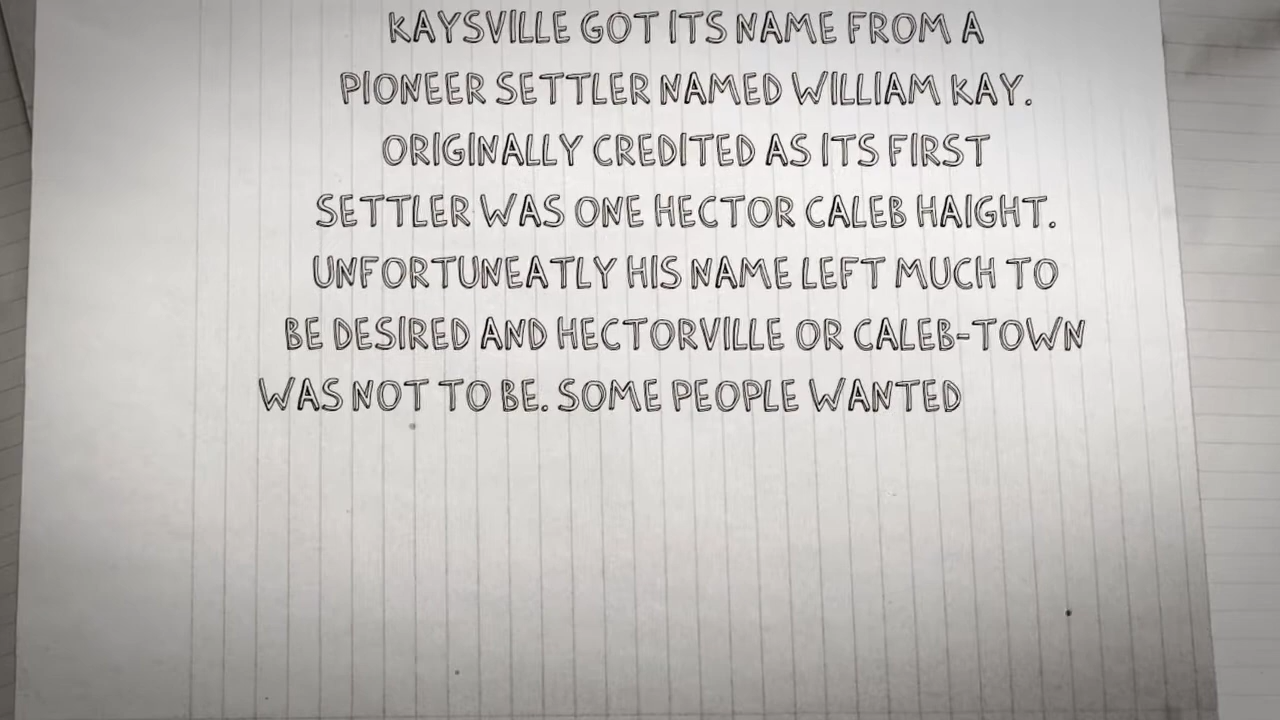 KAYSVILLE GOT ITS NAME FROM A
PIONEER SETTLER NAMED WILLIAM KAY.
ORIGINALLY CREDITED AS ITS FIRST
SETTLER WAS ONE HECTOR CALEB HAIGHT.
UNFORTUNEATLY HIS NAME LEFT MUCH TO
BE DESIRED AND HECTORVILLE OR CALEB-TOWN
WAS NOT TO BE. SOME PEOPLE WANTED